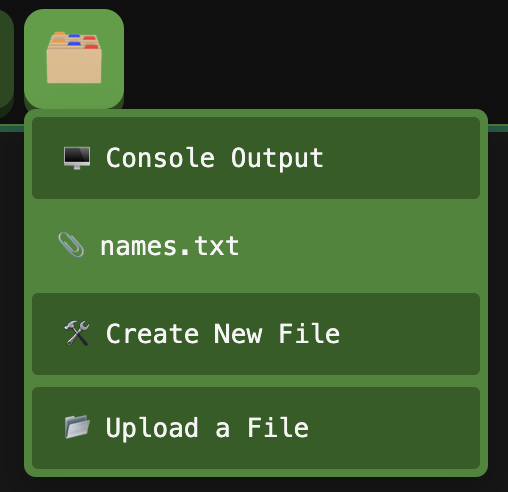 Console Output
names.txt
Create New File
Upload a File